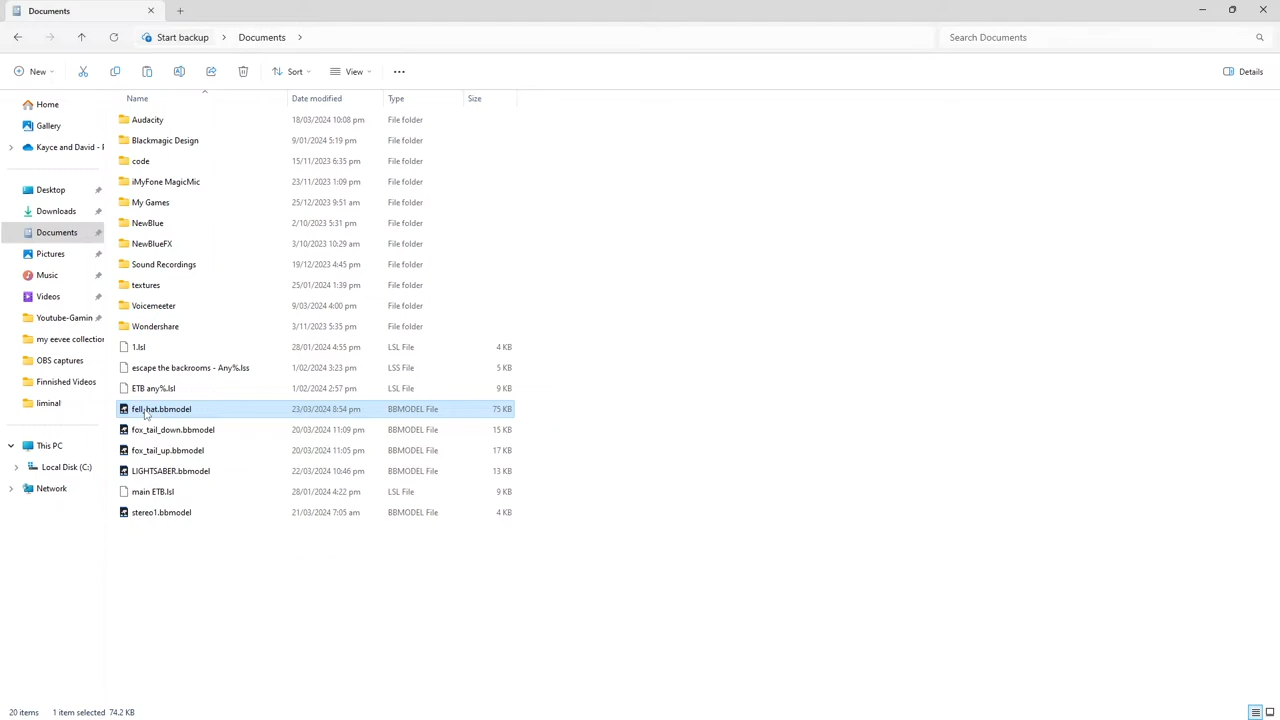 Documents
Start backup
Documents
Search Documents
New
Sort
View
Details
Name Date modified Type Size
Home
Gallery
Kayce and David - F
Desktop
Downloads
Documents
Pictures
Music
Videos
Youtube-Gamin
my eevee collection
OBS captures
Finnished Videos
liminal
This PC
Local Disk (C:)
Network
Audacity 18/03/2024 10:08 pm File folder
Blackmagic Design 9/01/2024 5:19 pm File folder
code 15/11/2023 6:35 pm File folder
iMyFone MagicMic 23/11/2023 1:09 pm File folder
My Games 25/12/2023 9:51 am File folder
NewBlue 2/10/2023 5:31 pm File folder
NewBlueFX 3/10/2023 10:29 am File folder
Sound Recordings 19/12/2023 4:45 pm File folder
textures 25/01/2024 1:39 pm File folder
Voicemeeter 9/03/2024 4:00 pm File folder
Wondershare 3/11/2023 5:35 pm File folder
1.lsl 28/01/2024 4:55 pm LSL File 4 KB
escape the backrooms - Any%.lss 1/02/2024 3:23 pm LSS File 5 KB
ETB any%.lsl 1/02/2024 2:57 pm LSL File 9 KB
fell_hat.bbmodel 23/03/2024 8:54 pm BBMODEL File 75 KB
fox_tail_down.bbmodel 20/03/2024 11:09 pm BBMODEL File 15 KB
fox_tail_up.bbmodel 20/03/2024 11:05 pm BBMODEL File 17 KB
LIGHTSABER.bbmodel 22/03/2024 10:46 pm BBMODEL File 13 KB
main ETB.lsl 28/01/2024 4:22 pm LSL File 9 KB
stereo1.bbmodel 21/03/2024 7:05 am BBMODEL File 4 KB
20 items 1 item selected 74.2 KB